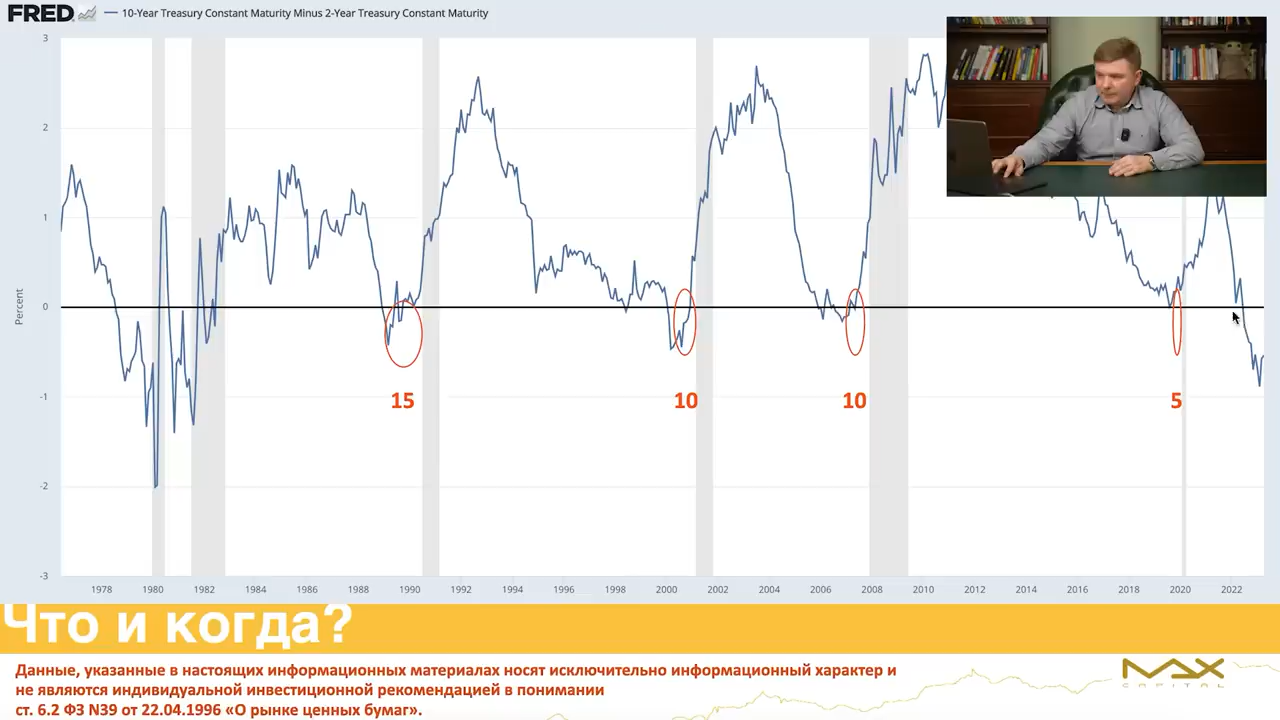 FRED
10-Year Treasury Constant Maturity Minus 2-Year Treasury Constant Maturity
3
2
1
0
-1
-2
-3
Percent
15
10
10
5
1978 1980 1982 1984 1986 1988 1990 1992 1994 1996 1998 2000 2002 2004 2006 2008 2010 2012 2014 2016 2018 2020 2022
Что и когда?
Данные, указанные в настоящих информационных материалах носят исключительно информационный характер и
не являются индивидуальной инвестиционной рекомендацией в понимании
ст. 6.2 ФЗ N39 от 22.04.1996 «О рынке ценных бумаг».
MAX
CAPITAL